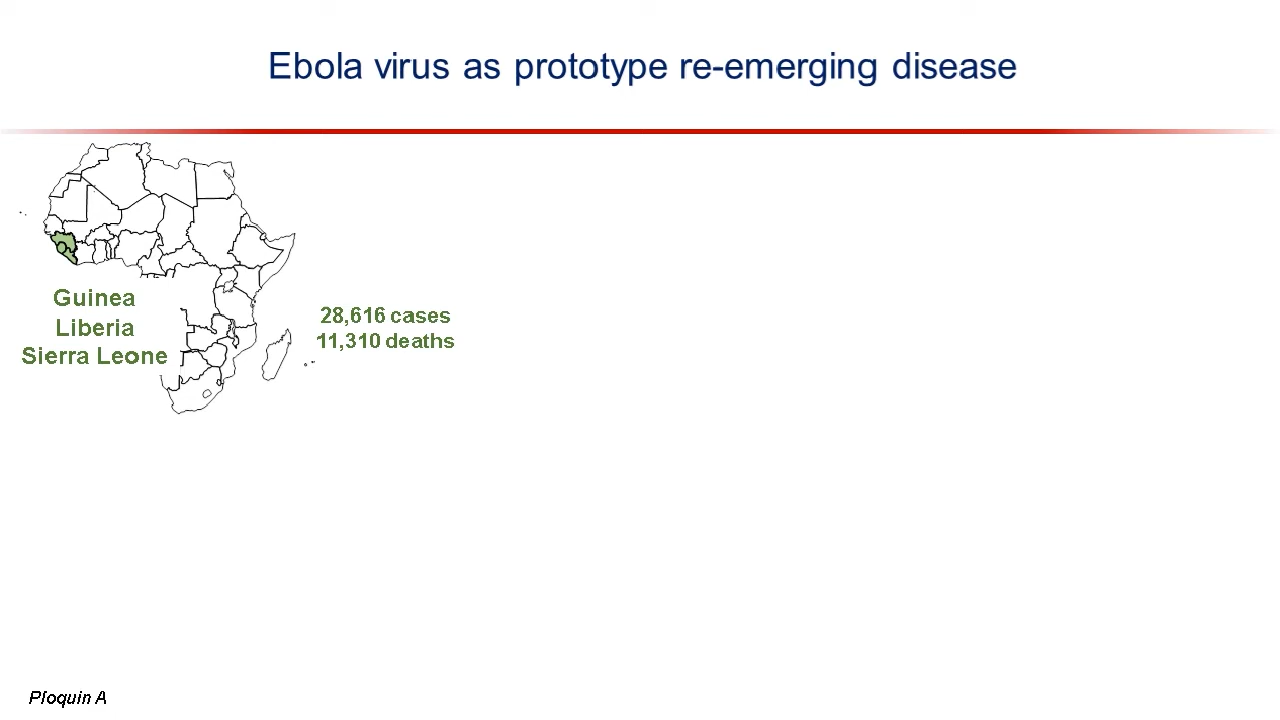 Ebola virus as prototype re-emerging disease
Guinea
Liberia
Sierra Leone
28,616 cases
11,310 deaths
Ploquin A